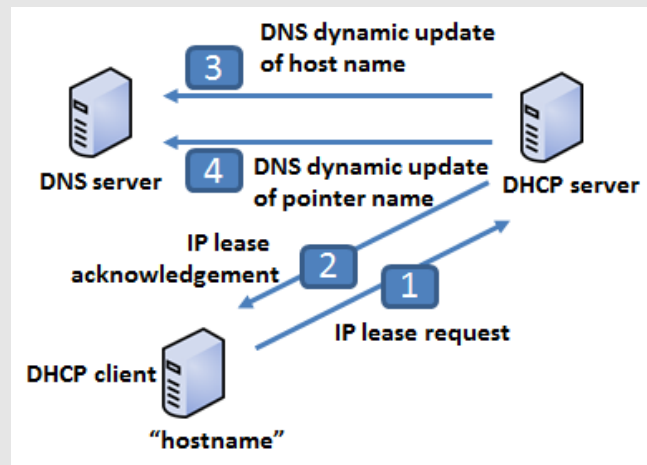 DNS dynamic update
of host name
3
DNS server
4
DNS dynamic update
of pointer name
DHCP server
IP lease
acknowledgement
2
1
IP lease request
DHCP client
“hostname”